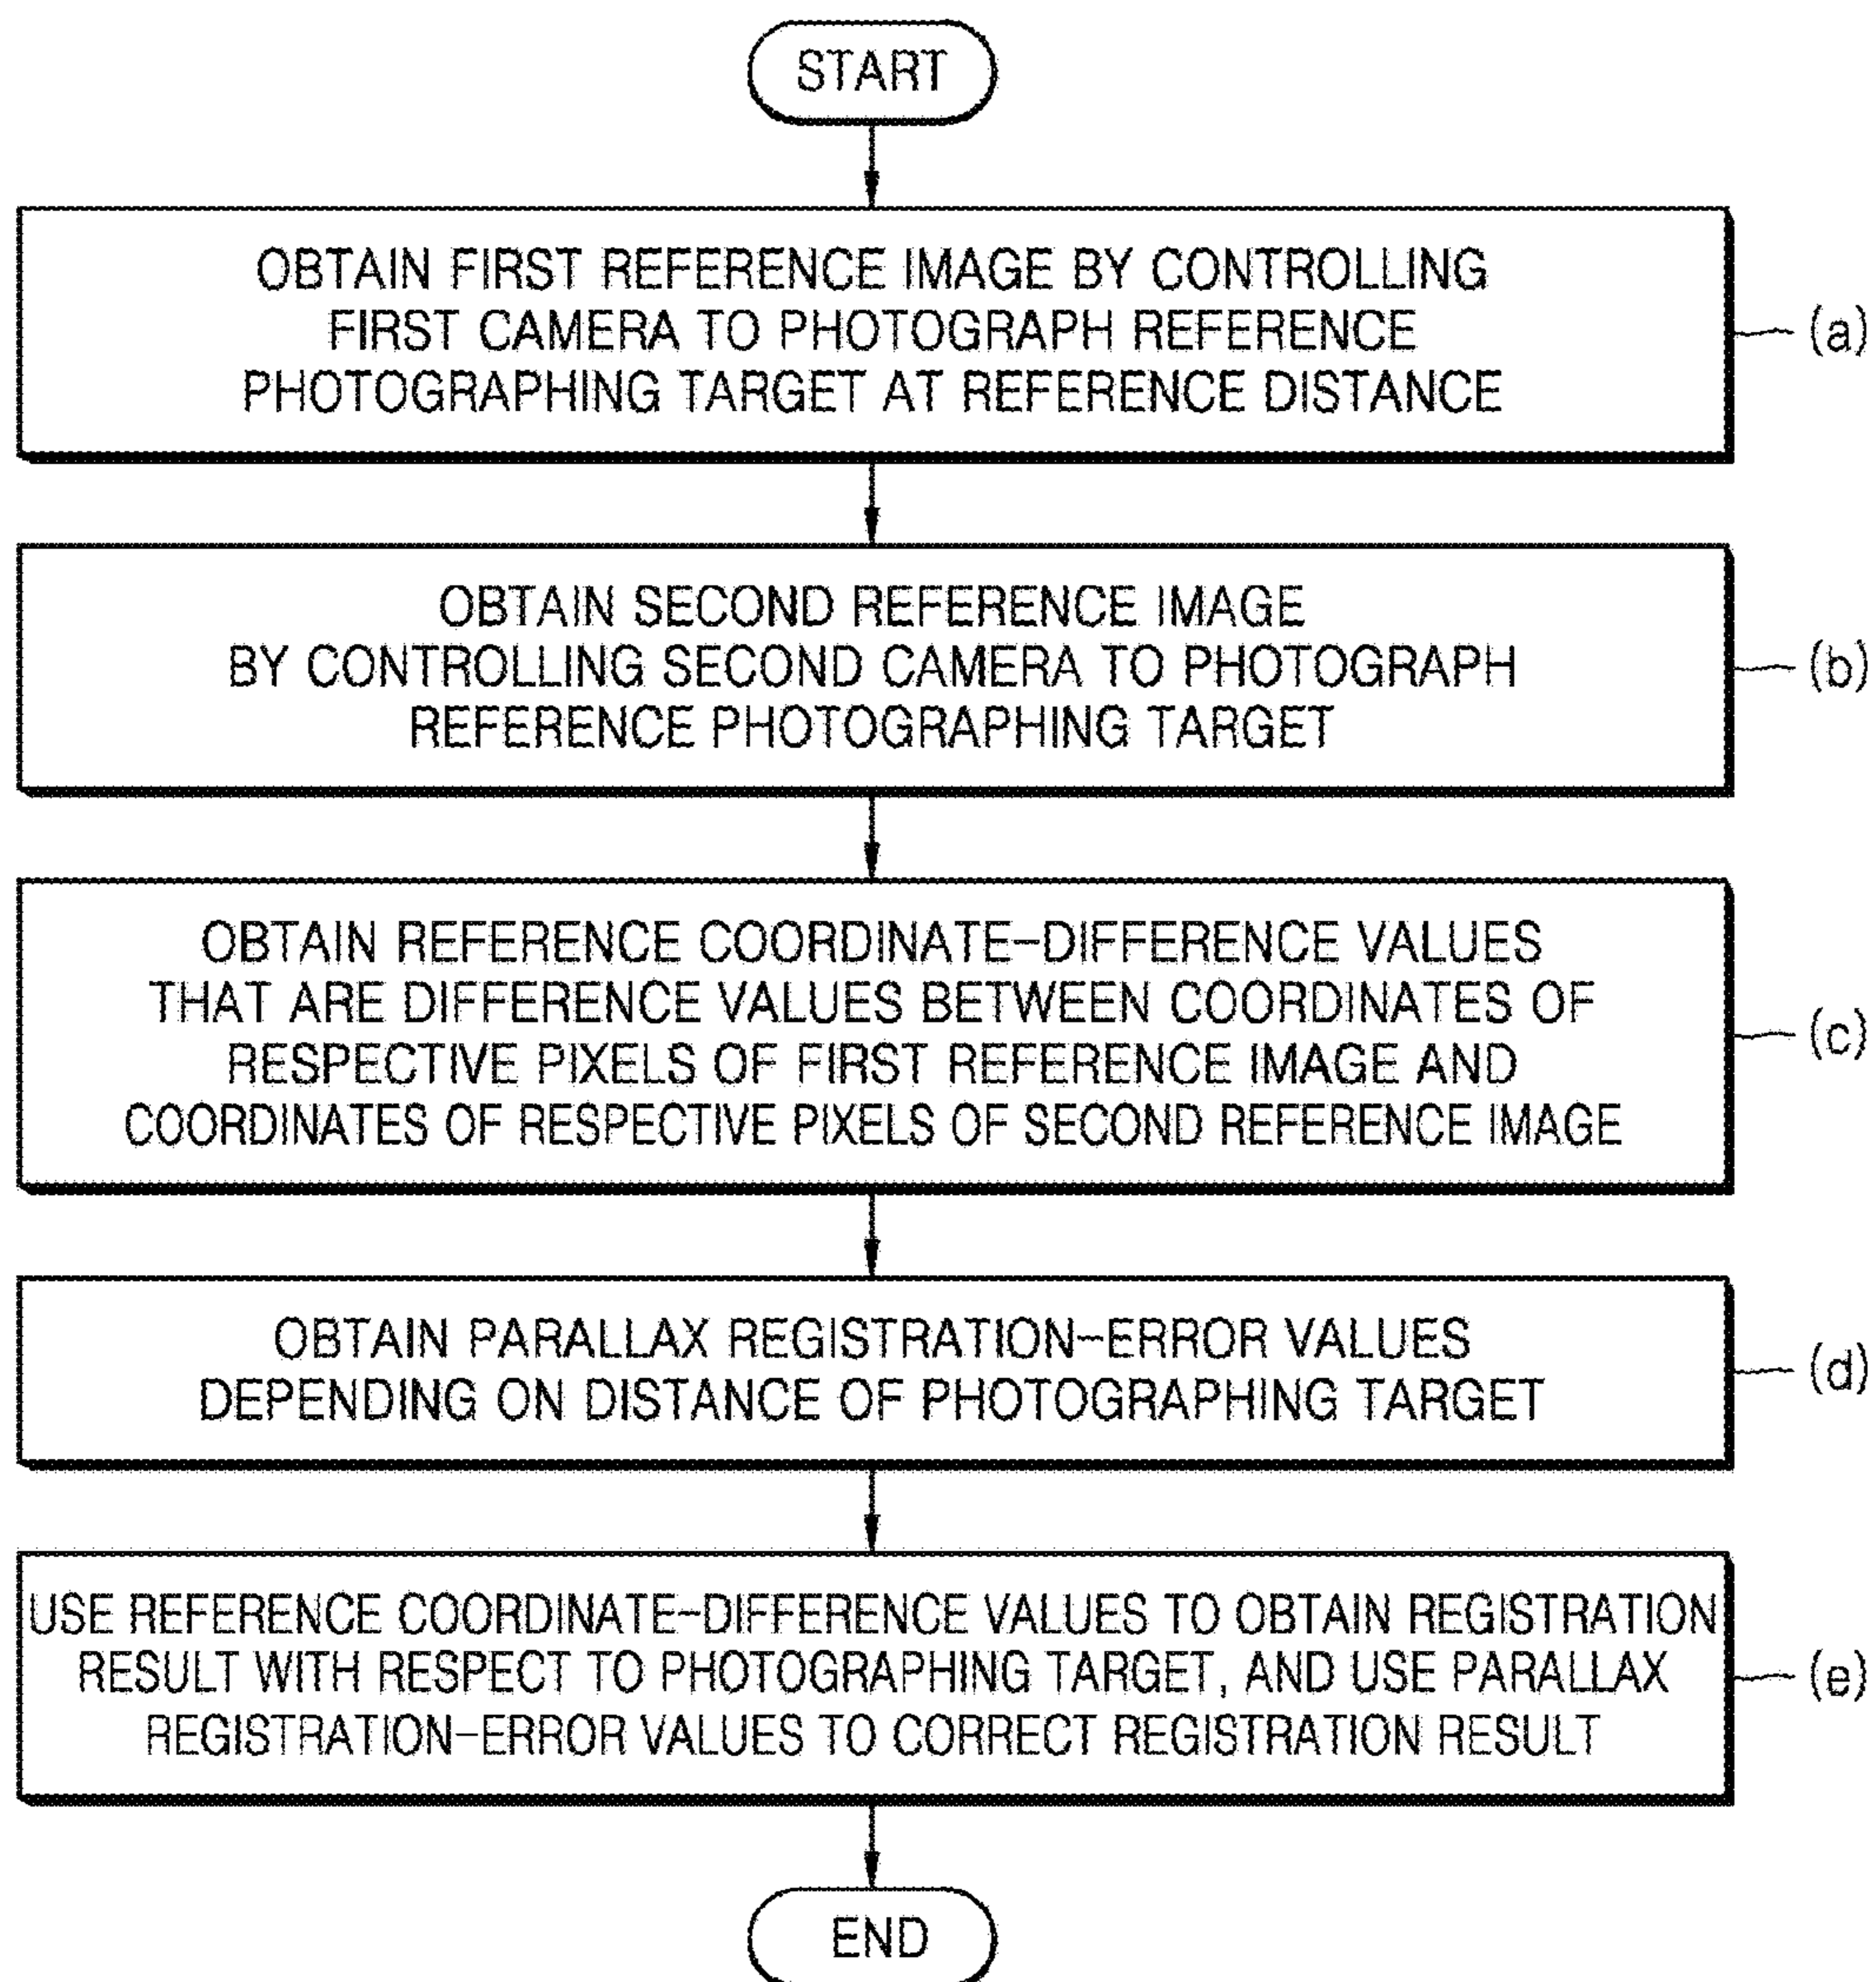 START
OBTAIN FIRST REFERENCE IMAGE BY CONTROLLING
FIRST CAMERA TO PHOTOGRAPH REFERENCE
PHOTOGRAPHING TARGET AT REFERENCE DISTANCE
(a)
OBTAIN SECOND REFERENCE IMAGE
BY CONTROLLING SECOND CAMERA TO PHOTOGRAPH
REFERENCE PHOTOGRAPHING TARGET
(b)
OBTAIN REFERENCE COORDINATE-DIFFERENCE VALUES
THAT ARE DIFFERENCE VALUES BETWEEN COORDINATES OF
RESPECTIVE PIXELS OF FIRST REFERENCE IMAGE AND
COORDINATES OF RESPECTIVE PIXELS OF SECOND REFERENCE IMAGE
(c)
OBTAIN PARALLAX REGISTRATION-ERROR VALUES
DEPENDING ON DISTANCE OF PHOTOGRAPHING TARGET
(d)
USE REFERENCE COORDINATE-DIFFERENCE VALUES TO OBTAIN REGISTRATION
RESULT WITH RESPECT TO PHOTOGRAPHING TARGET, AND USE PARALLAX
REGISTRATION-ERROR VALUES TO CORRECT REGISTRATION RESULT
(e)
END